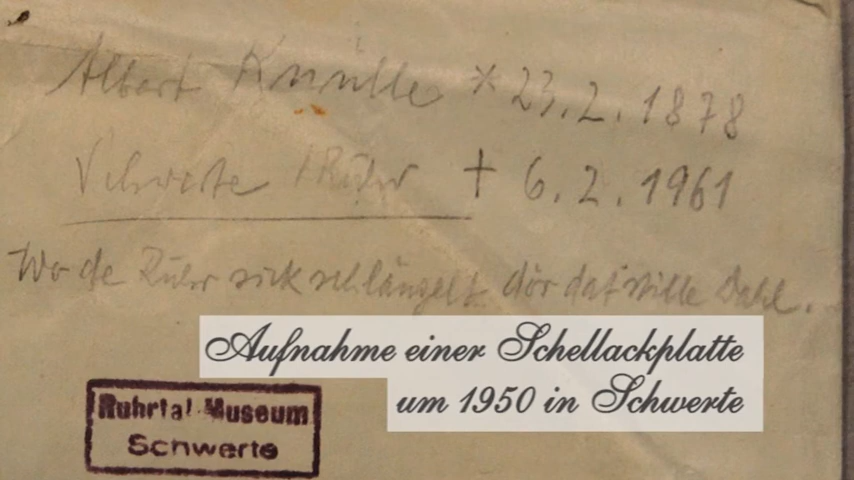 Albert Knülle * 23.2.1878
Schwerte / Ruhr † 6.2.1961
Wo de Ruhr sick schlängelt dör dat stille Dahl.
Aufnahme einer Schellackplatte
um 1950 in Schwerte
Ruhrtal-Museum
Schwerte